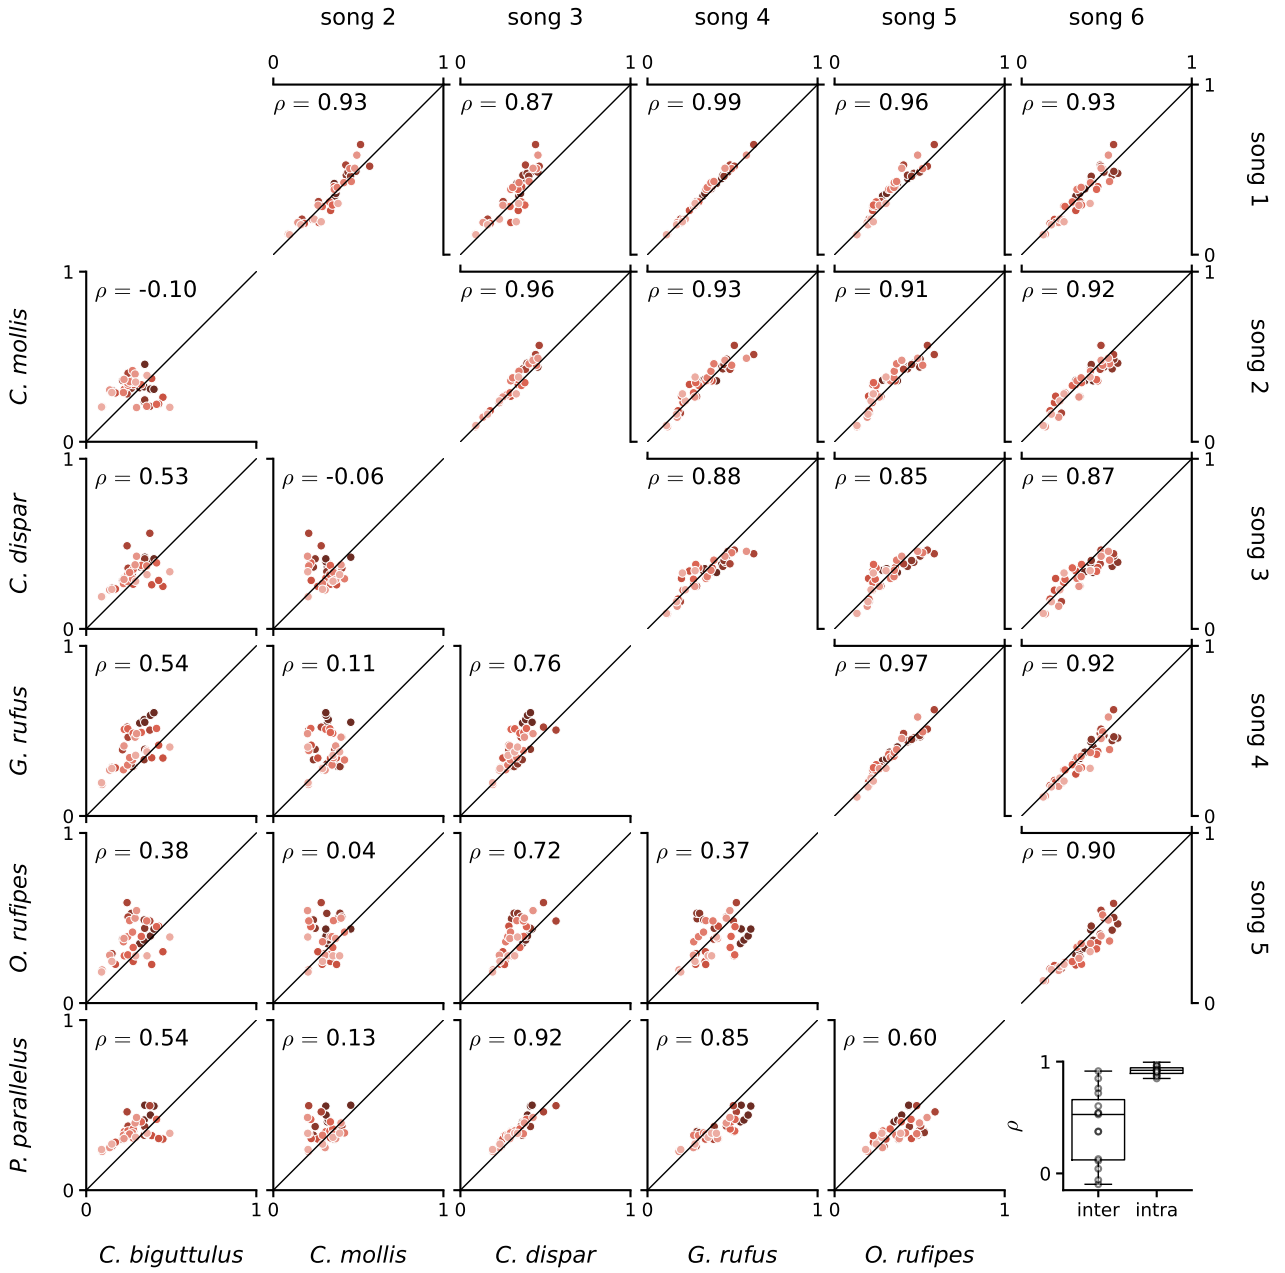 song 2 song 3 song 4 song 5 song 6
0 1 0 1 0 1 0 1 0 1
ρ = 0.93 ρ = 0.87 ρ = 0.99 ρ = 0.96 ρ = 0.93
1
song 1
0
1
C. mollis
ρ = -0.10 ρ = 0.96 ρ = 0.93 ρ = 0.91 ρ = 0.92
1
song 2
0
0
1
C. dispar
ρ = 0.53 ρ = -0.06 ρ = 0.88 ρ = 0.85 ρ = 0.87
1
song 3
0
0
1
G. rufus
ρ = 0.54 ρ = 0.11 ρ = 0.76 ρ = 0.97 ρ = 0.92
1
song 4
0
0
1
O. rufipes
ρ = 0.38 ρ = 0.04 ρ = 0.72 ρ = 0.37 ρ = 0.90
1
song 5
0
0
1
P. parallelus
ρ = 0.54 ρ = 0.13 ρ = 0.92 ρ = 0.85 ρ = 0.60
0
1
ρ
0
inter intra
0 1 0 1 0 1 0 1 0 1
C. biguttulus C. mollis C. dispar G. rufus O. rufipes